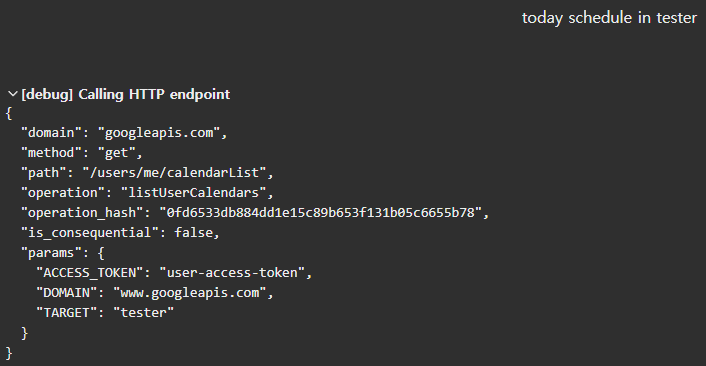 today schedule in tester
[debug] Calling HTTP endpoint
{
  "domain": "googleapis.com",
  "method": "get",
  "path": "/users/me/calendarList",
  "operation": "listUserCalendars",
  "operation_hash": "0fd6533db884dd1e15c89b653f131b05c6655b78",
  "is_consequential": false,
  "params": {
    "ACCESS_TOKEN": "user-access-token",
    "DOMAIN": "www.googleapis.com",
    "TARGET": "tester"
  }
}